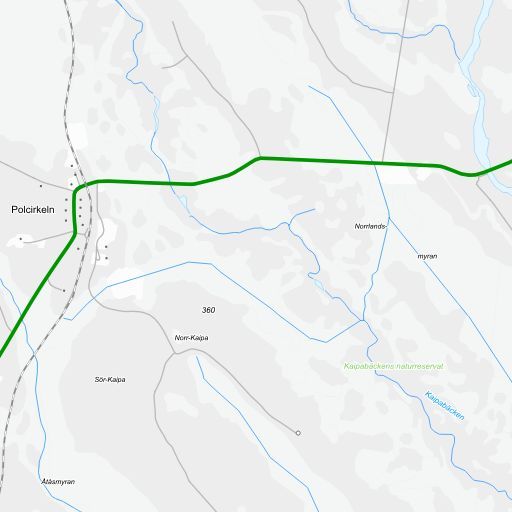 Polcirkeln
Norrlands-
myran
360
Norr-Kaipa
Kaipabäckens naturreservat
Sör-Kaipa
Kaipabäcken
Åtåsmyran